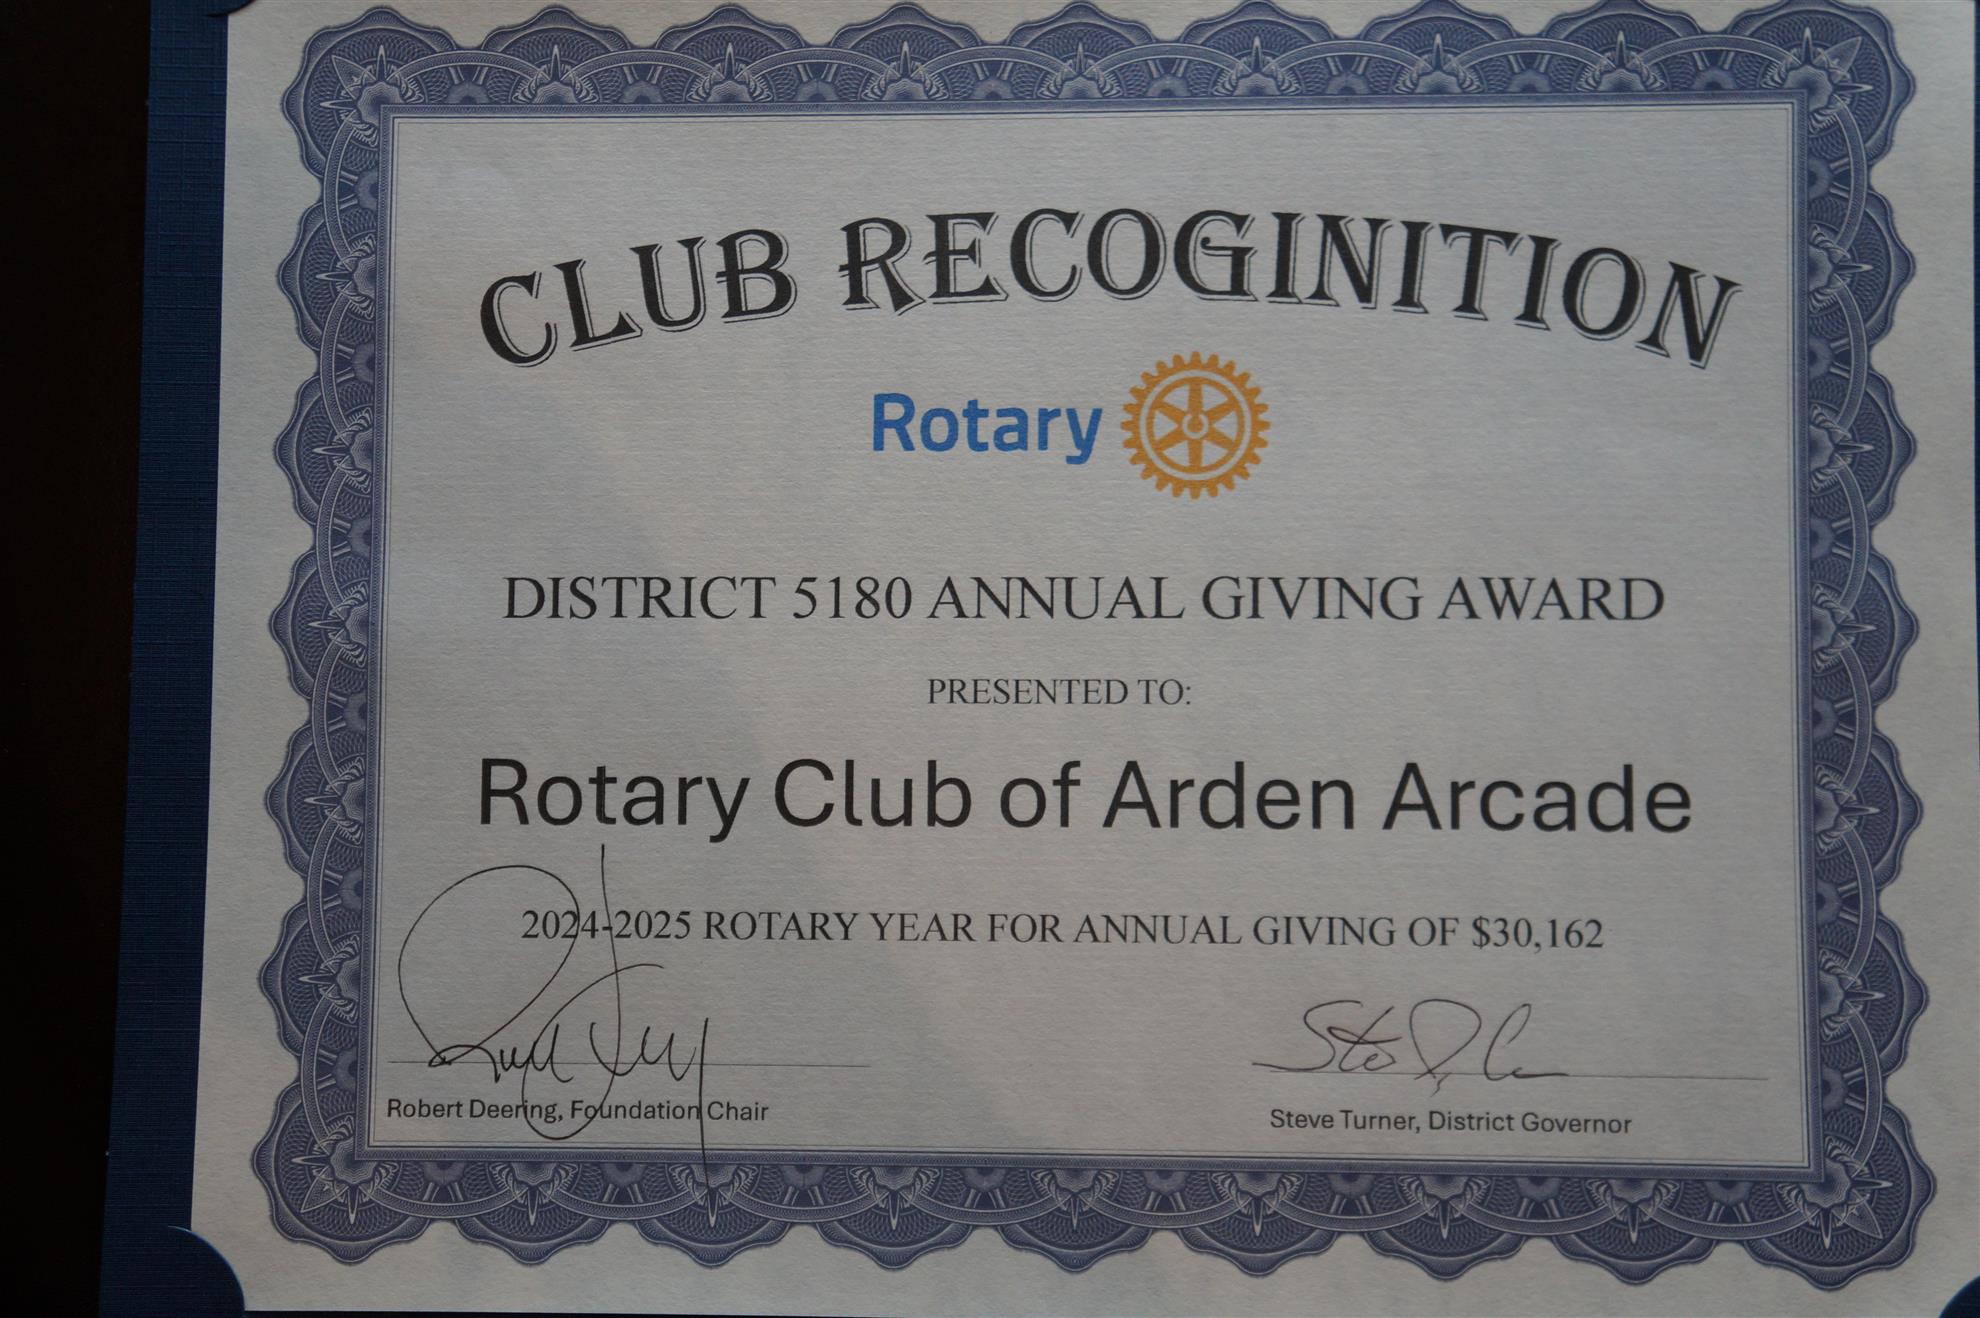 CLUB RECOGINITION
Rotary
DISTRICT 5180 ANNUAL GIVING AWARD
PRESENTED TO:
Rotary Club of Arden Arcade
2024-2025 ROTARY YEAR FOR ANNUAL GIVING OF $30,162
Robert Deering, Foundation Chair
Steve Turner, District Governor